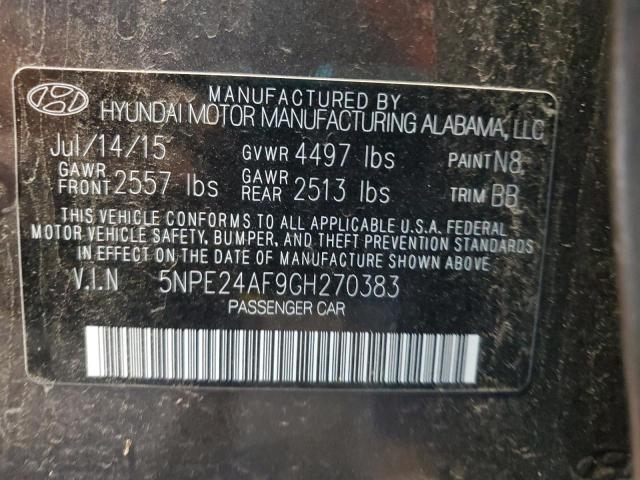 MANUFACTURED BY
HYUNDAI MOTOR MANUFACTURING ALABAMA, LLC
Jul/14/15 GVWR 4497 lbs PAINT N8
GAWR FRONT 2557 lbs GAWR REAR 2513 lbs TRIM BB
THIS VEHICLE CONFORMS TO ALL APPLICABLE U.S.A. FEDERAL
MOTOR VEHICLE SAFETY, BUMPER, AND THEFT PREVENTION STANDARDS
IN EFFECT ON THE DATE OF MANUFACTURE SHOWN ABOVE.
V.I.N 5NPE24AF9GH270383
PASSENGER CAR